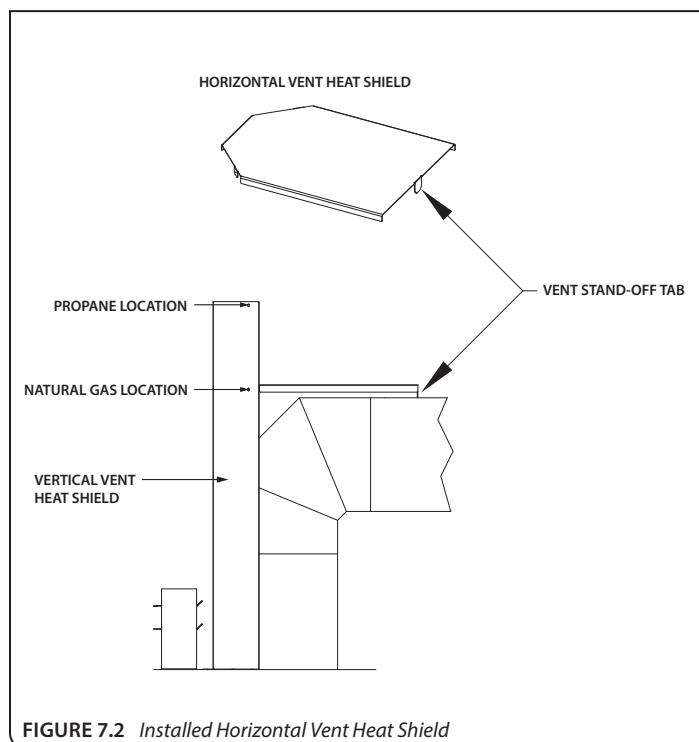 HORIZONTAL VENT HEAT SHIELD
VENT STAND-OFF TAB
PROPANE LOCATION
NATURAL GAS LOCATION
VERTICAL VENT
HEAT SHIELD
FIGURE 7.2 Installed Horizontal Vent Heat Shield